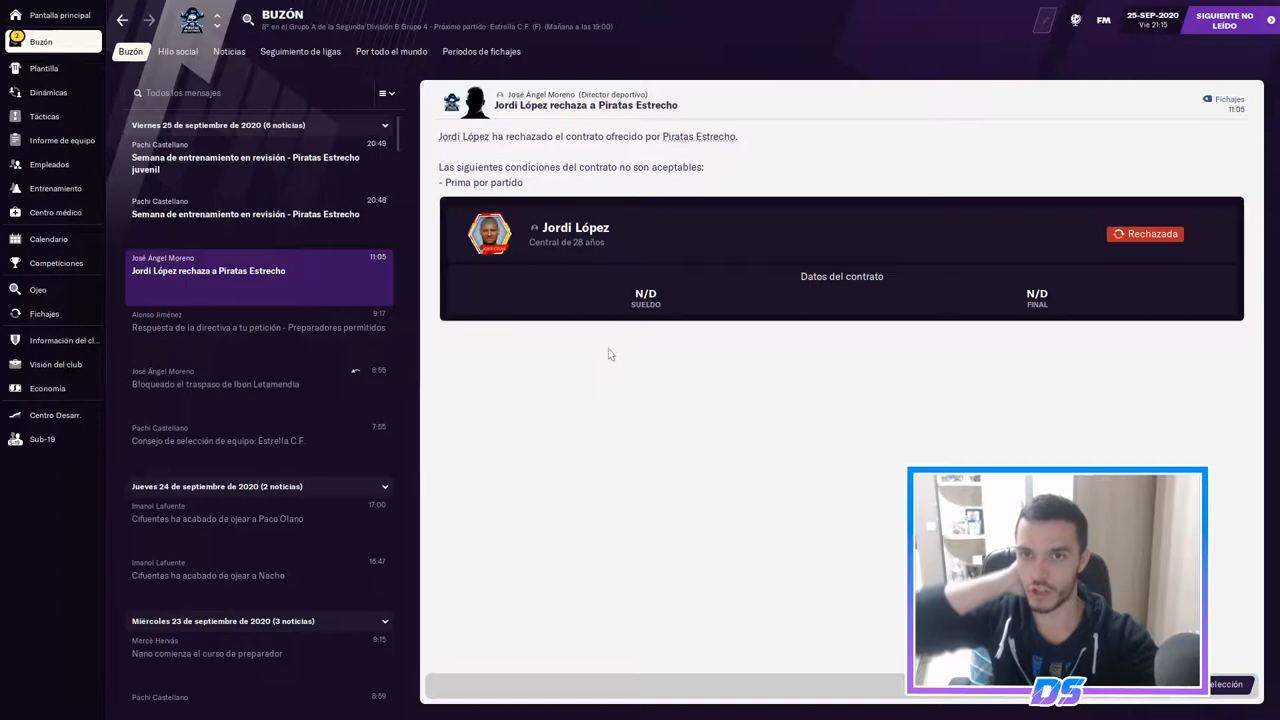 Pantalla principal
2
Buzón
Plantilla
Dinámicas
Tácticas
Informe de equipo
Empleados
Entrenamiento
Centro médico
Calendario
Competiciones
Ojeo
Fichajes
Información del cl...
Visión del club
Economía
Centro Desarr.
Sub-19
BUZÓN
8º en el Grupo A de la Segunda División B Grupo 4 - Próximo partido: Estrella C.F. (F) (Mañana a las 19:00)
FM
25-SEP-2020
Vie 21:15
SIGUIENTE NO LEÍDO
Buzón
Hilo social
Noticias
Seguimiento de ligas
Por todo el mundo
Periodos de fichajes
Todos los mensajes
Viernes 25 de septiembre de 2020 (6 noticias)
Pachi Castellano 20:49
Semana de entrenamiento en revisión - Piratas Estrecho
juvenil
Pachi Castellano 20:48
Semana de entrenamiento en revisión - Piratas Estrecho
José Ángel Moreno 11:05
Jordi López rechaza a Piratas Estrecho
Alonso Jiménez 9:17
Respuesta de la directiva a tu petición - Preparadores permitidos
José Ángel Moreno 8:55
Bloqueado el traspaso de Ibon Letamendia
Pachi Castellano 7:55
Consejo de selección de equipo: Estrella C.F.
Jueves 24 de septiembre de 2020 (2 noticias)
Imanol Lafuente 17:00
Cifuentes ha acabado de ojear a Paco Olano
Imanol Lafuente 16:47
Cifuentes ha acabado de ojear a Nacho
Miércoles 23 de septiembre de 2020 (3 noticias)
Mercè Hervás 9:15
Nano comienza el curso de preparador
Pachi Castellano 8:59
José Ángel Moreno (Director deportivo)
Jordi López rechaza a Piratas Estrecho
Fichajes
11:05
Jordi López ha rechazado el contrato ofrecido por Piratas Estrecho.
Las siguientes condiciones del contrato no son aceptables:
- Prima por partido
Jordi López
Central de 28 años
Rechazada
Datos del contrato
N/D
SUELDO
N/D
FINAL
elección
DS